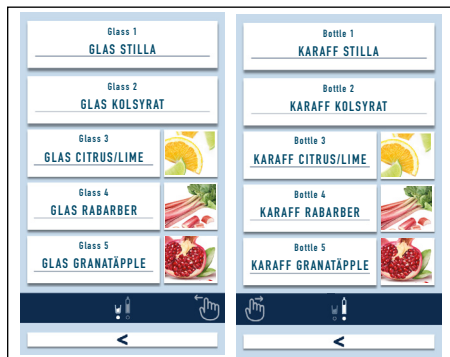 Glass 1
GLAS STILLA
Glass 2
GLAS KOLSYRAT
Glass 3
GLAS CITRUS/LIME
Glass 4
GLAS RABARBER
Glass 5
GLAS GRANATÄPPLE
<
Bottle 1
KARAFF STILLA
Bottle 2
KARAFF KOLSYRAT
Bottle 3
KARAFF CITRUS/LIME
Bottle 4
KARAFF RABARBER
Bottle 5
KARAFF GRANATÄPPLE
<